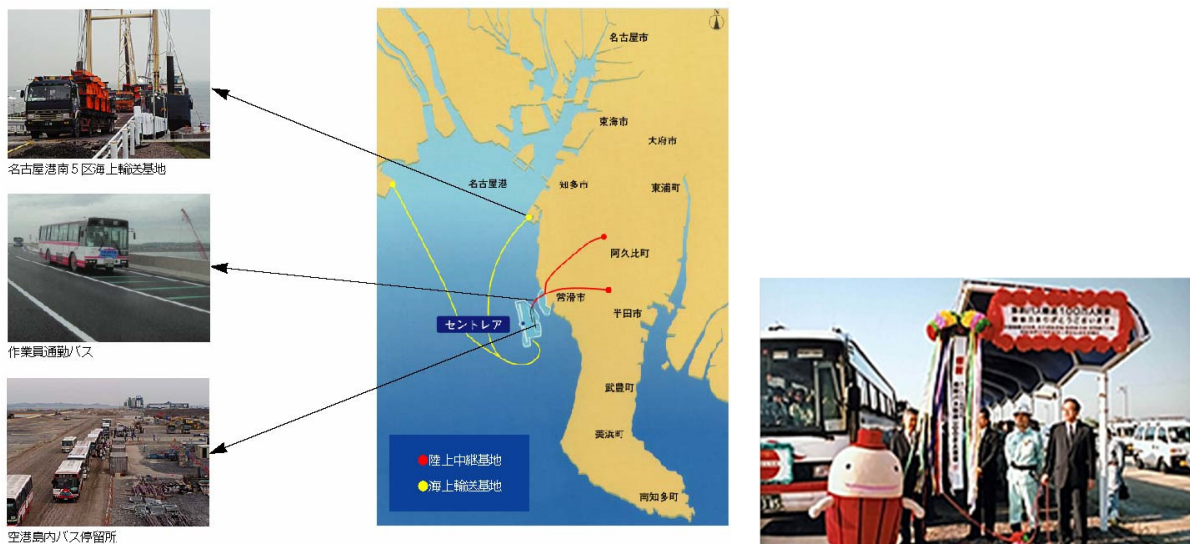 名古屋港南５区海上輸送基地
作業員通勤バス
空港島内バス停留所
N
名古屋市
東海市
大府市
名古屋港
知多市
東浦町
阿久比町
常滑市
半田市
セントレア
武豊町
美浜町
南知多町
陸上中継基地
海上輸送基地